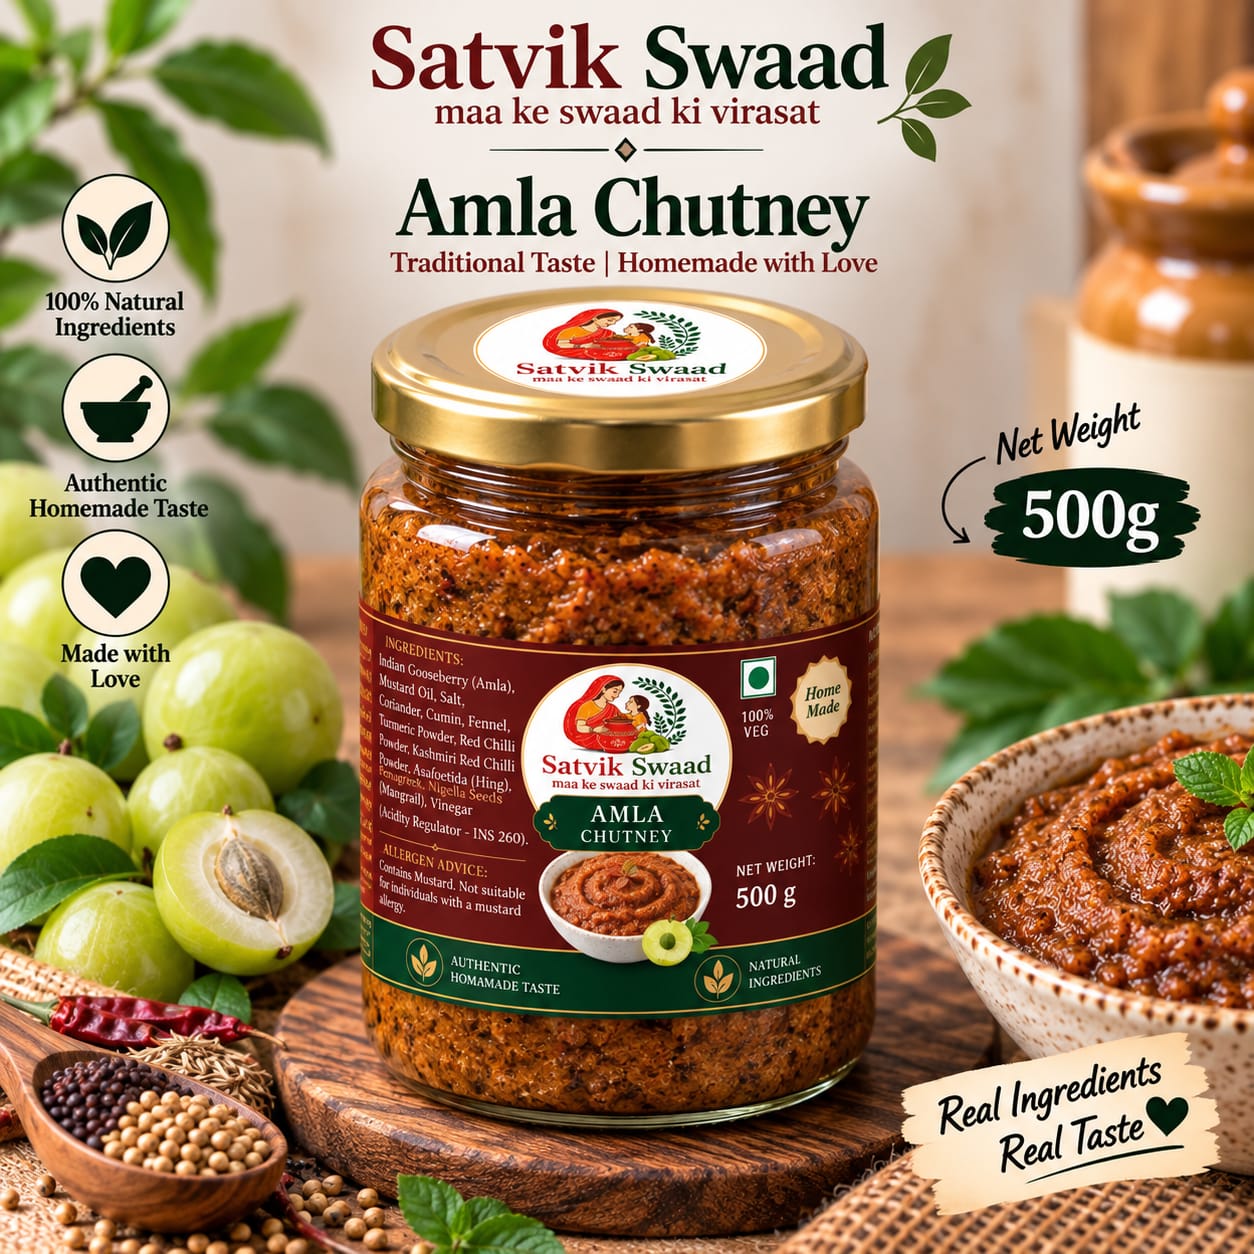 Satvik Swaad
maa ke swaad ki virasat
Amla Chutney
Traditional Taste | Homemade with Love
100% Natural
Ingredients
Authentic
Homemade Taste
Made with
Love
Net Weight
500g
Satvik Swaad
maa ke swaad ki virasat
INGREDIENTS:
Indian Gooseberry (Amla),
Mustard Oil, Salt,
Coriander, Cumin, Fennel,
Turmeric Powder, Red Chilli
Powder, Kashmiri Red Chilli
Powder, Asafoetida (Hing),
Fenugreek, Nigella Seeds
(Mangrail), Vinegar
(Acidity Regulator - INS 260).
ALLERGEN ADVICE:
Contains Mustard. Not suitable
for individuals with a mustard
allergy.
Satvik Swaad
maa ke swaad ki virasat
AMLA
CHUTNEY
100%
VEG
Home
Made
NET WEIGHT:
500 g
AUTHENTIC
HOMAMADE TASTE
NATURAL
INGREDIENTS
Real Ingredients
Real Taste